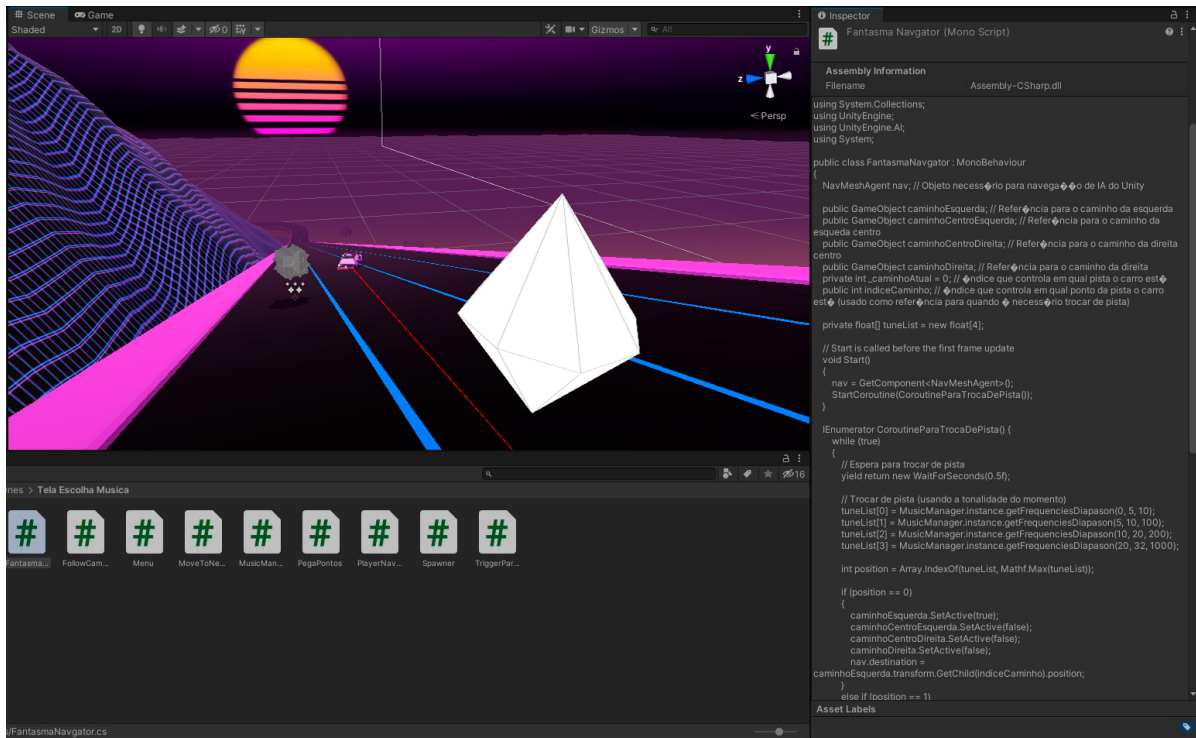 Scene
Game
Shaded
2D
0
Gizmos
All
y
z
Persp
16
Tela Escolha Musica
Fantasma...
FollowCam...
Menu
MoveToNe...
MusicMan...
PegaPontos
PlayerNav...
Spawner
TriggerPar...
/FantasmaNavgator.cs
Inspector
Fantasma Navgator (Mono Script)
Assembly Information
Filename Assembly-CSharp.dll
using System.Collections;
using UnityEngine;
using UnityEngine.AI;
using System;
public class FantasmaNavgator : MonoBehaviour
{
NavMeshAgent nav; // Objeto necess�rio para navega��o de IA do Unity
public GameObject caminhoEsquerda; // Refer�ncia para o caminho da esquerda
public GameObject caminhoCentroEsquerda; // Refer�ncia para o caminho da
esqueda centro
public GameObject caminhoCentroDireita; // Refer�ncia para o caminho da direita
centro
public GameObject caminhoDireita; // Refer�ncia para o caminho da direita
private int _caminhoAtual = 0; // �ndice que controla em qual pista o carro est�
public int indiceCaminho; // �ndice que controla em qual ponto da pista o carro
est� (usado como refer�ncia para quando � necess�rio trocar de pista)
private float[] tuneList = new float[4];
// Start is called before the first frame update
void Start()
{
nav = GetComponent<NavMeshAgent>();
StartCoroutine(CoroutineParaTrocaDePista());
}
IEnumerator CoroutineParaTrocaDePista() {
while (true)
{
// Espera para trocar de pista
yield return new WaitForSeconds(0.5f);
// Trocar de pista (usando a tonalidade do momento)
tuneList[0] = MusicManager.instance.getFrequenciesDiapason(0, 5, 10);
tuneList[1] = MusicManager.instance.getFrequenciesDiapason(5, 10, 100);
tuneList[2] = MusicManager.instance.getFrequenciesDiapason(10, 20, 200);
tuneList[3] = MusicManager.instance.getFrequenciesDiapason(20, 32, 1000);
int position = Array.IndexOf(tuneList, Mathf.Max(tuneList));
if (position == 0)
{
caminhoEsquerda.SetActive(true);
caminhoCentroEsquerda.SetActive(false);
caminhoCentroDireita.SetActive(false);
caminhoDireita.SetActive(false);
nav.destination =
caminhoEsquerda.transform.GetChild(indiceCaminho).position;
}
else if (position == 1)
Asset Labels